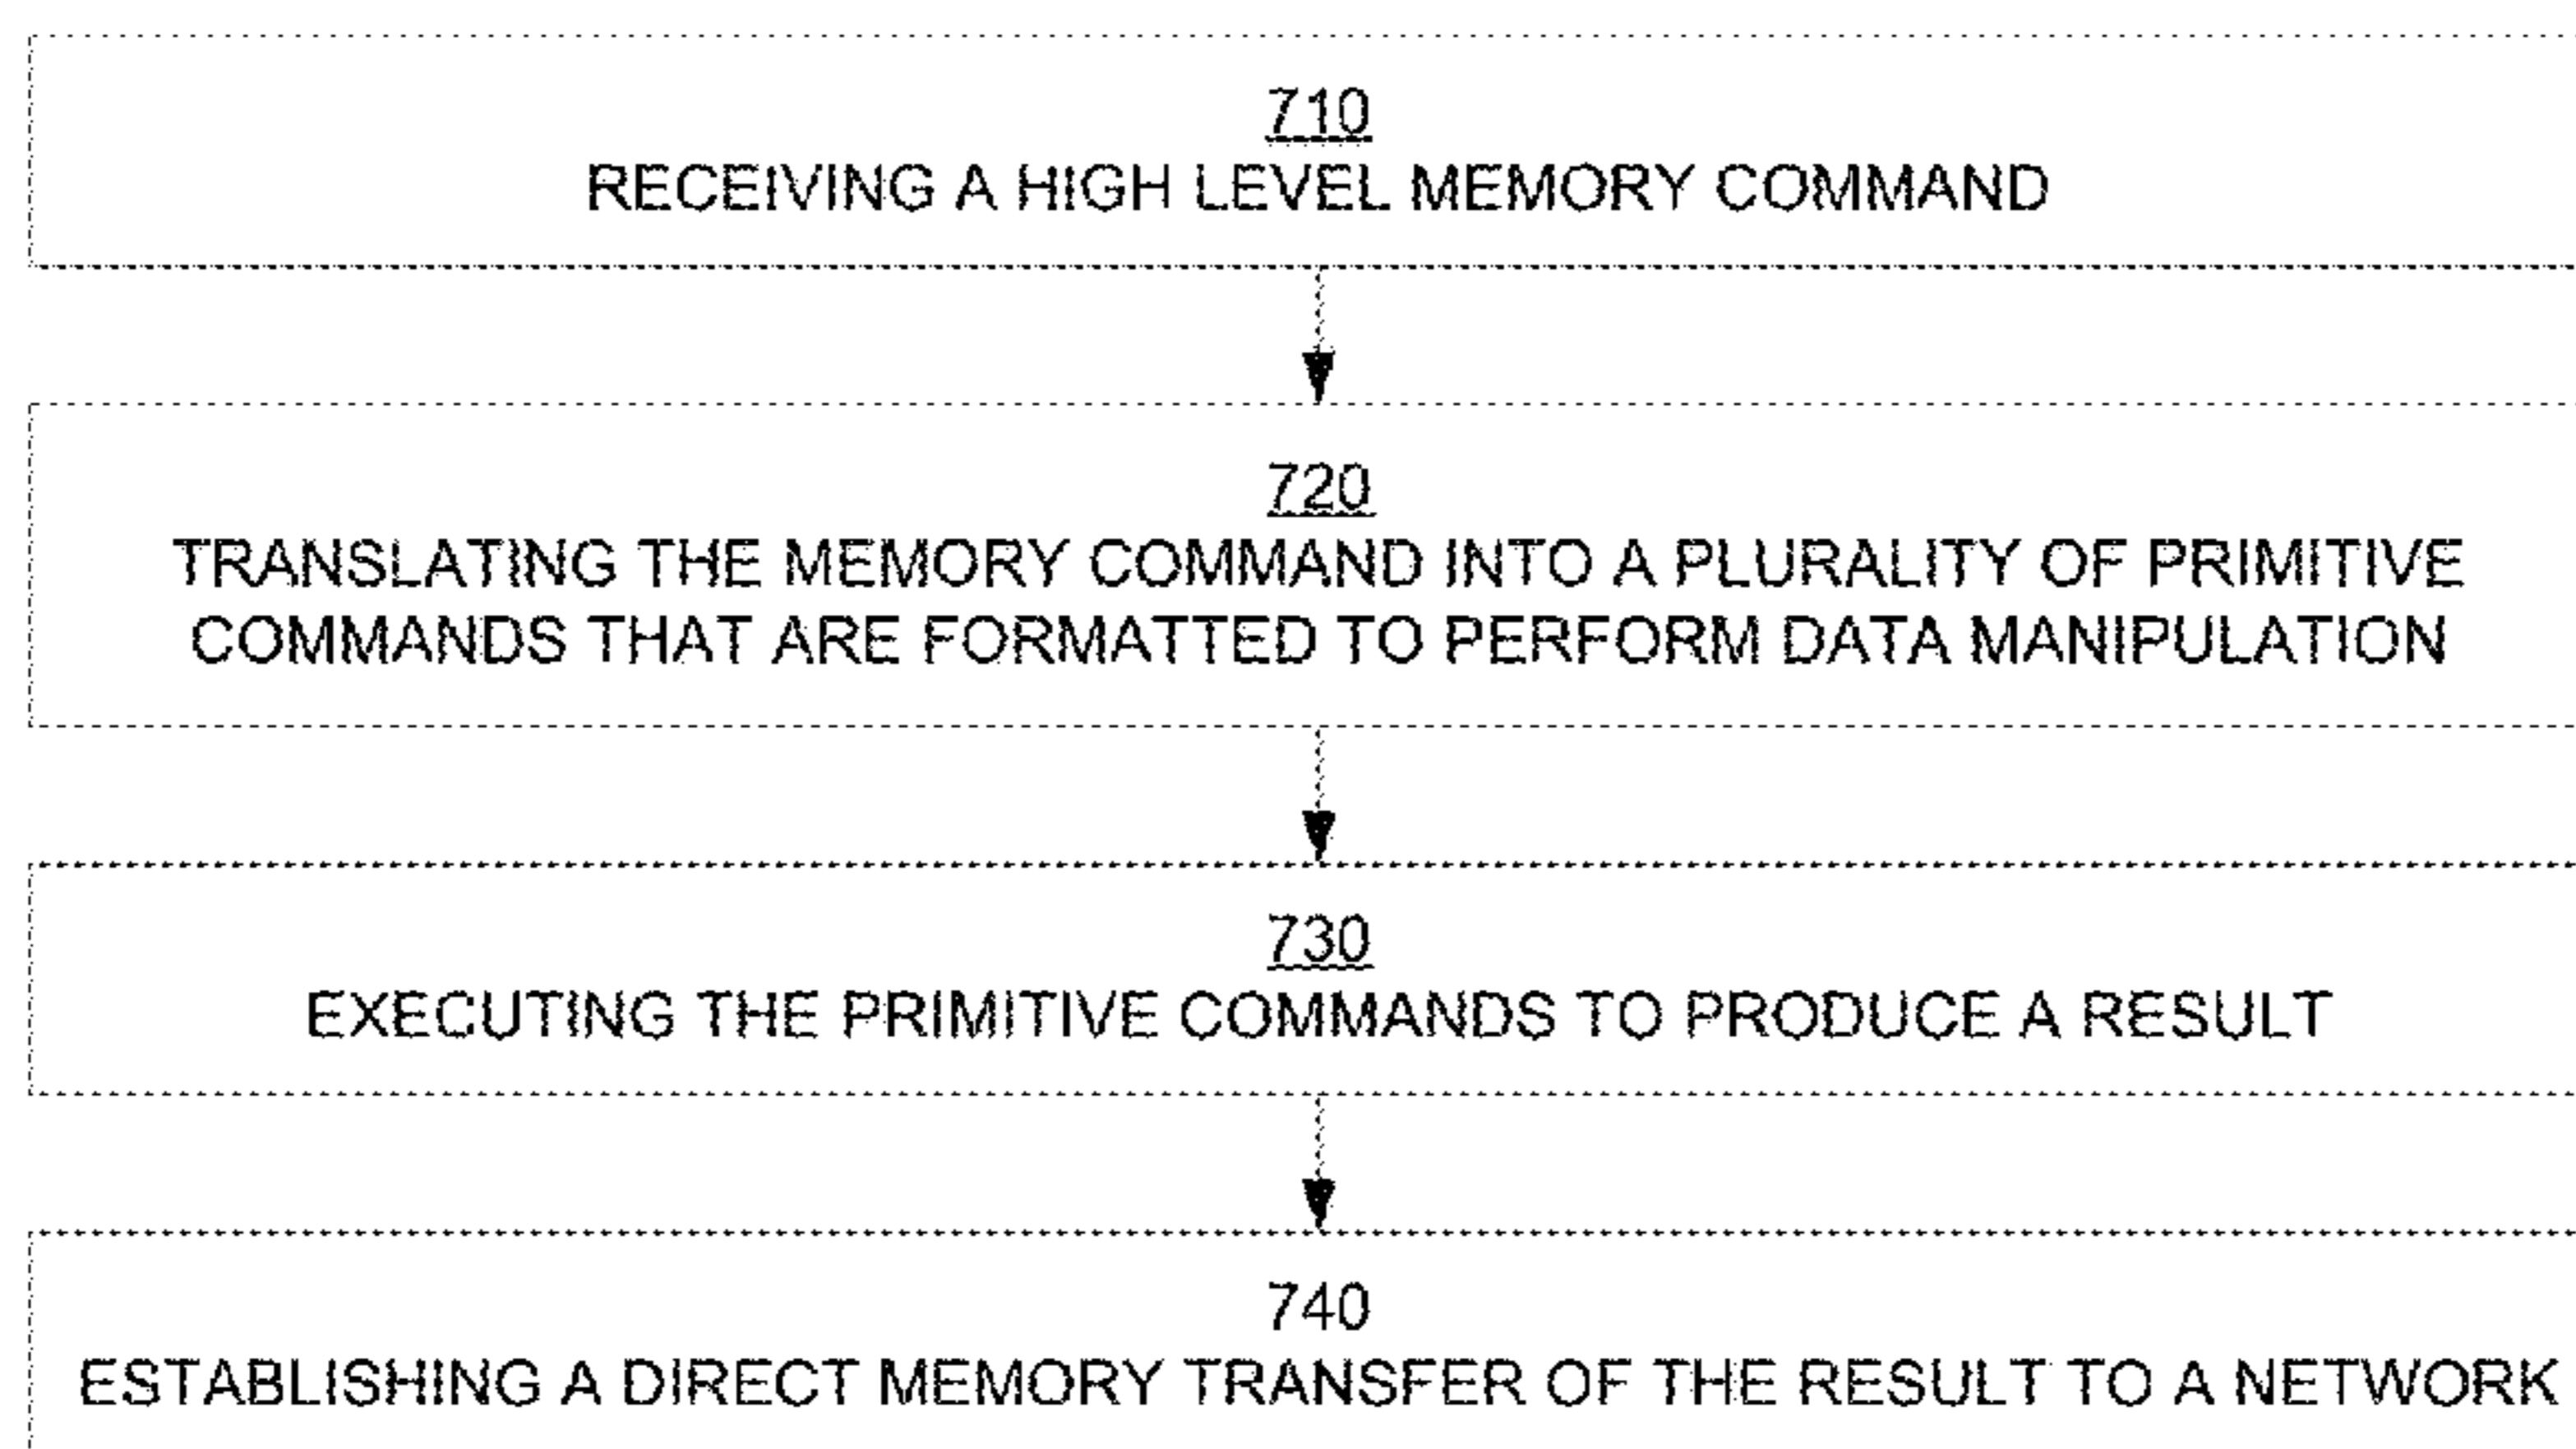 710
RECEIVING A HIGH LEVEL MEMORY COMMAND
720
TRANSLATING THE MEMORY COMMAND INTO A PLURALITY OF PRIMITIVE
COMMANDS THAT ARE FORMATTED TO PERFORM DATA MANIPULATION
730
EXECUTING THE PRIMITIVE COMMANDS TO PRODUCE A RESULT
740
ESTABLISHING A DIRECT MEMORY TRANSFER OF THE RESULT TO A NETWORK